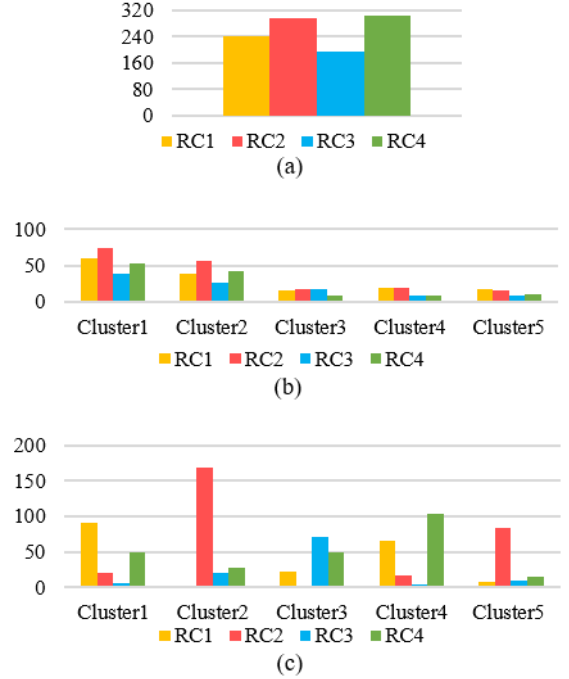 320
240
160
80
0
RC1 RC2 RC3 RC4
(a)
100
50
0
Cluster1 Cluster2 Cluster3 Cluster4 Cluster5
RC1 RC2 RC3 RC4
(b)
200
150
100
50
0
Cluster1 Cluster2 Cluster3 Cluster4 Cluster5
RC1 RC2 RC3 RC4
(c)